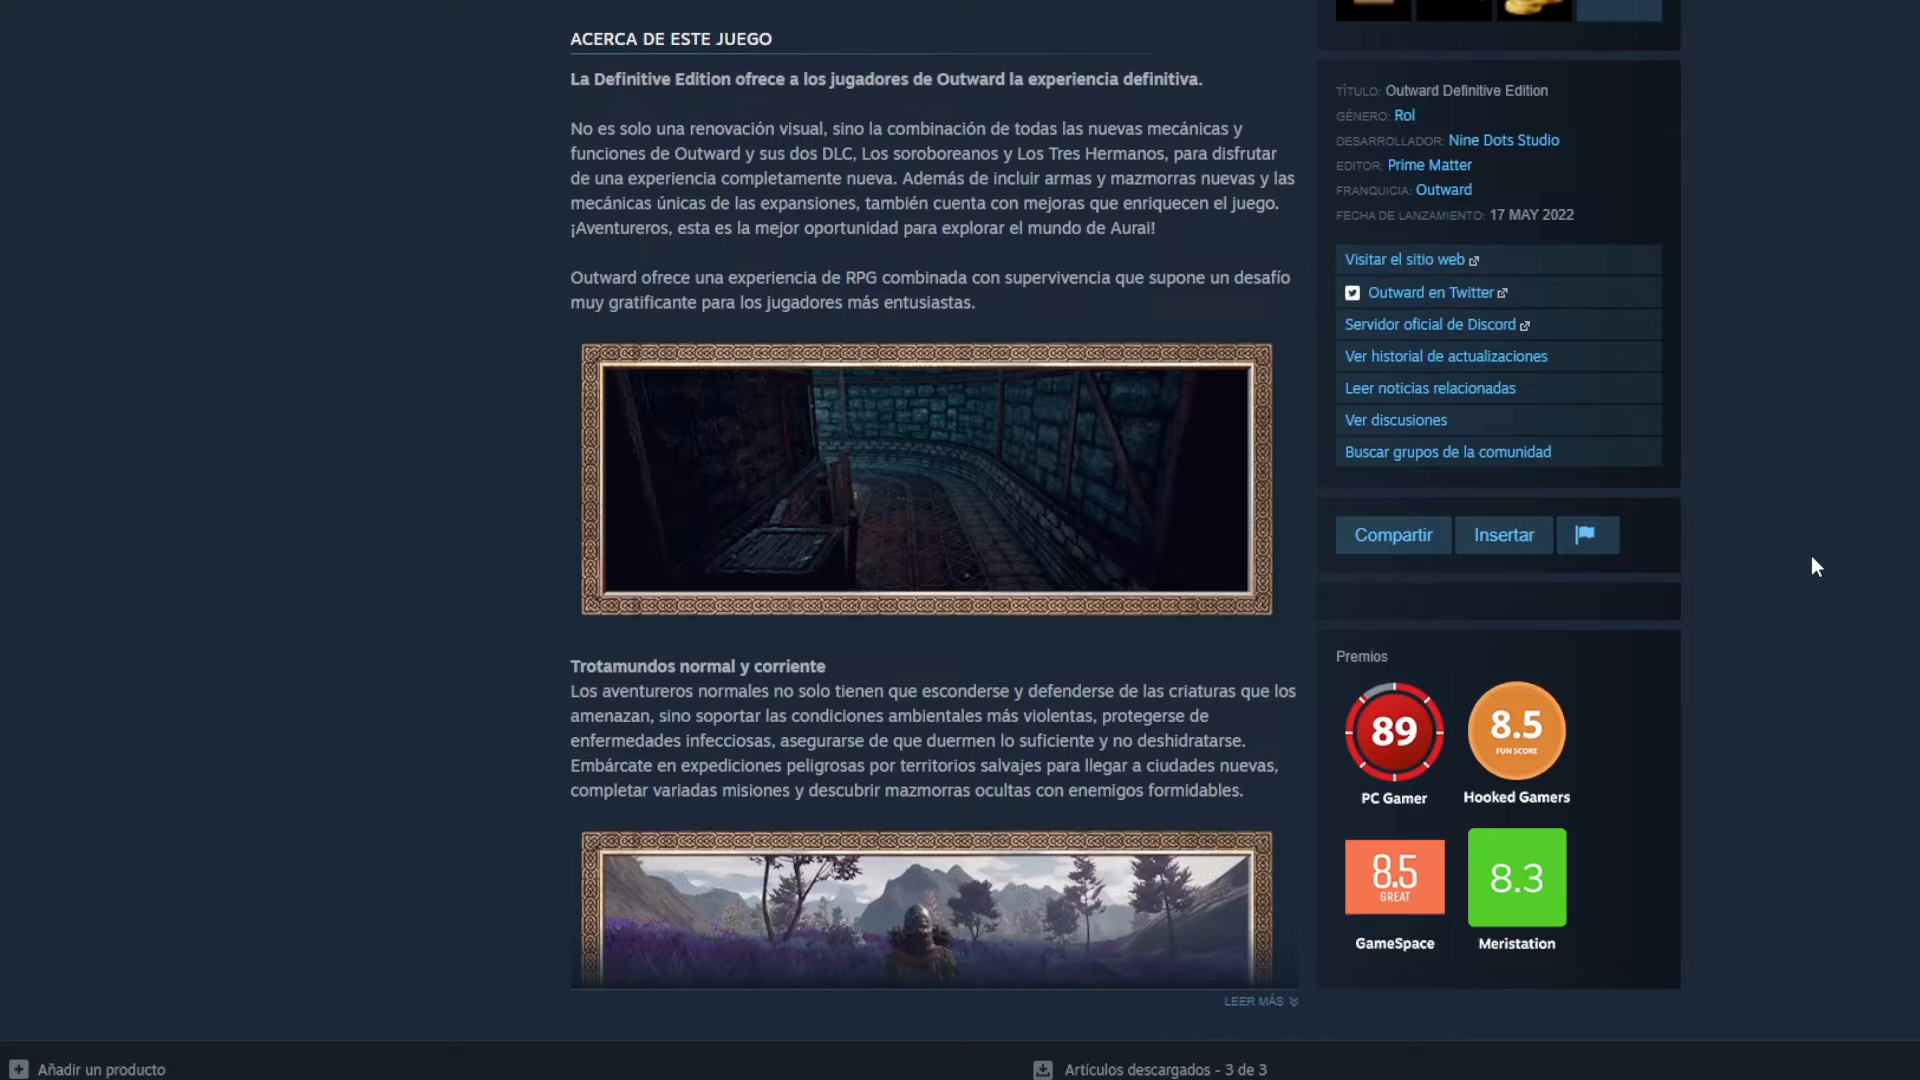 ACERCA DE ESTE JUEGO
La Definitive Edition ofrece a los jugadores de Outward la experiencia definitiva.
No es solo una renovación visual, sino la combinación de todas las nuevas mecánicas y
funciones de Outward y sus dos DLC, Los soroboreanos y Los Tres Hermanos, para disfrutar
de una experiencia completamente nueva. Además de incluir armas y mazmorras nuevas y las
mecánicas únicas de las expansiones, también cuenta con mejoras que enriquecen el juego.
¡Aventureros, esta es la mejor oportunidad para explorar el mundo de Aurai!
Outward ofrece una experiencia de RPG combinada con supervivencia que supone un desafío
muy gratificante para los jugadores más entusiastas.
Trotamundos normal y corriente
Los aventureros normales no solo tienen que esconderse y defenderse de las criaturas que los
amenazan, sino soportar las condiciones ambientales más violentas, protegerse de
enfermedades infecciosas, asegurarse de que duermen lo suficiente y no deshidratarse.
Embárcate en expediciones peligrosas por territorios salvajes para llegar a ciudades nuevas,
completar variadas misiones y descubrir mazmorras ocultas con enemigos formidables.
LEER MÁS
TÍTULO: Outward Definitive Edition
GÉNERO: Rol
DESARROLLADOR: Nine Dots Studio
EDITOR: Prime Matter
FRANQUICIA: Outward
FECHA DE LANZAMIENTO: 17 MAY 2022
Visitar el sitio web
Outward en Twitter
Servidor oficial de Discord
Ver historial de actualizaciones
Leer noticias relacionadas
Ver discusiones
Buscar grupos de la comunidad
Compartir Insertar
Premios
89
PC Gamer
8.5
FUN SCORE
Hooked Gamers
8.5
GREAT
GameSpace
8.3
Meristation
Añadir un producto
Artículos descargados - 3 de 3